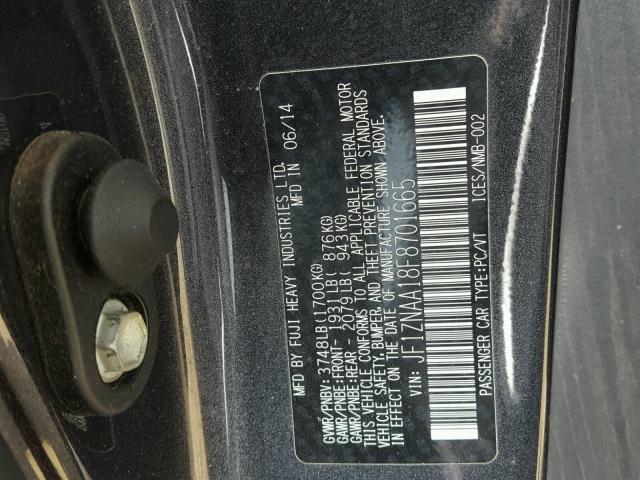 MFD BY FUJI HEAVY INDUSTRIES LTD.
MFD IN 06/14
GVWR/PNBV: 3748LB(1700KG)
GAWR/PNBE:FRONT- 1931LB( 876KG)
GAWR/PNBE:REAR - 2079LB( 943KG)
THIS VEHICLE CONFORMS TO ALL APPLICABLE FEDERAL MOTOR
VEHICLE SAFETY, BUMPER, AND THEFT PREVENTION STANDARDS
IN EFFECT ON THE DATE OF MANUFACTURE SHOWN ABOVE.
VIN: JF1ZNAA18F8701665
PASSENGER CAR TYPE:PC/VT ICES/NMB-002